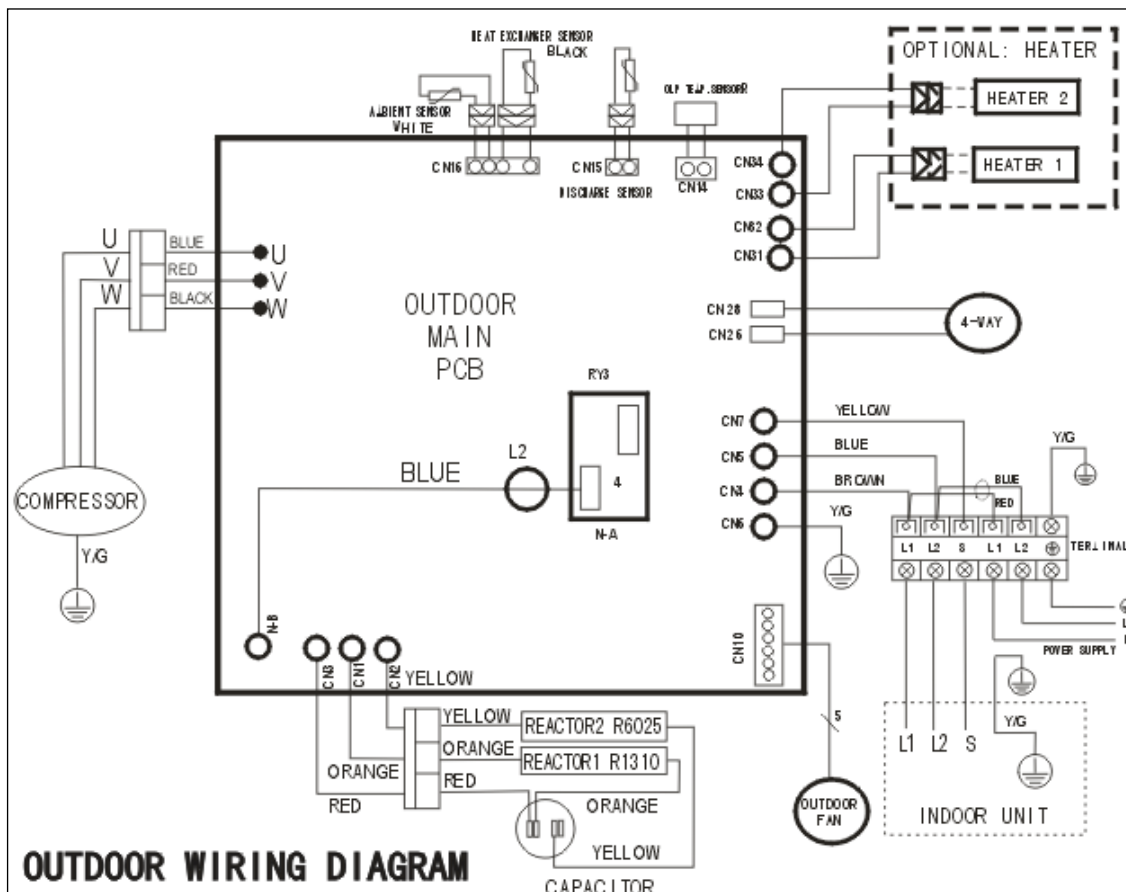 HEAT EXCHANGER SENSOR
BLACK
OLP TEMP.SENSORR
OPTIONAL: HEATER
HEATER 2
HEATER 1
AMBIENT SENSOR
WHITE
CN16
CN15
DISCHARGE SENSOR
CN14
CN34
CN33
CN62
CN31
U
V
W
BLUE
RED
BLACK
U
V
W
OUTDOOR
MAIN
PCB
CN28
CN26
4-WAY
RY3
L2
BLUE
4
N-A
CN7
CN5
CN4
CN6
YELLOW
BLUE
BROWN
Y/G
Y/G
BLUE
RED
L1 L2 S L1 L2
TERMINAL
POWER SUPPLY
COMPRESSOR
Y/G
N-B
CN3
CN1
CN2
YELLOW
CN10
5
OUTDOOR
FAN
L1 L2 S
Y/G
INDOOR UNIT
YELLOW
REACTOR2 R6025
ORANGE
REACTOR1 R1310
ORANGE
RED
RED
ORANGE
YELLOW
CAPACITOR
OUTDOOR WIRING DIAGRAM